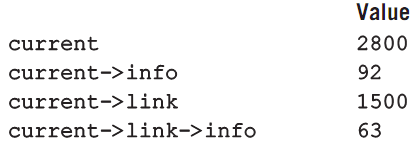 Value
current 2800
current->info 92
current->link 1500
current->link->info 63